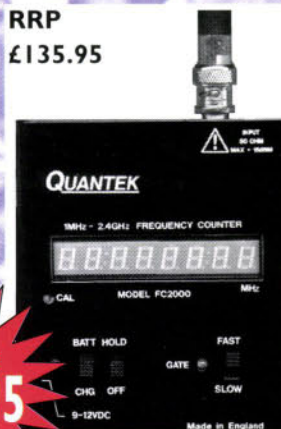 RRP
£135.95
INPUT
50 OHM
QUANTEK
1MHz - 2.4GHz FREQUENCY COUNTER
88888888
CAL
MODEL FC2000
MHz
BATT HOLD
FAST
GATE
CHG OFF
SLOW
5
9-12VDC
Made in England